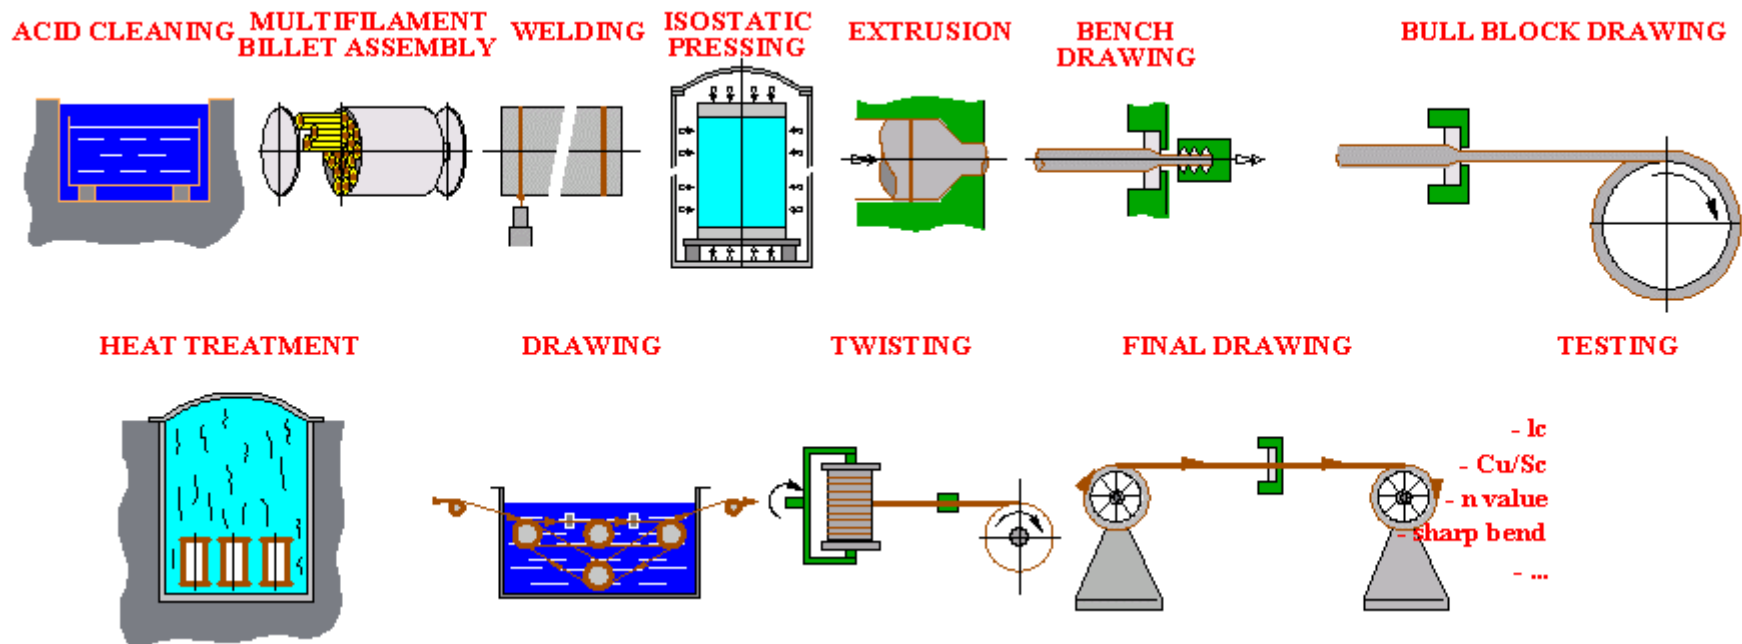 ACID CLEANING
MULTIFILAMENT
BILLET ASSEMBLY
WELDING
ISOSTATIC
PRESSING
EXTRUSION
BENCH
DRAWING
BULL BLOCK DRAWING
HEAT TREATMENT
DRAWING
TWISTING
FINAL DRAWING
TESTING
- Ic
- Cu/Sc
- n value
- sharp bend
- ...